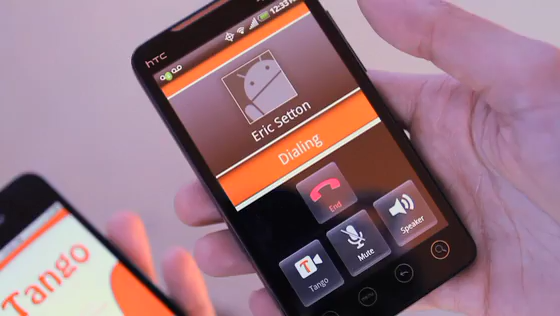 hTC
12:33
Eric Setton
Dialing
End
Speaker
Mute
Tango
Tango